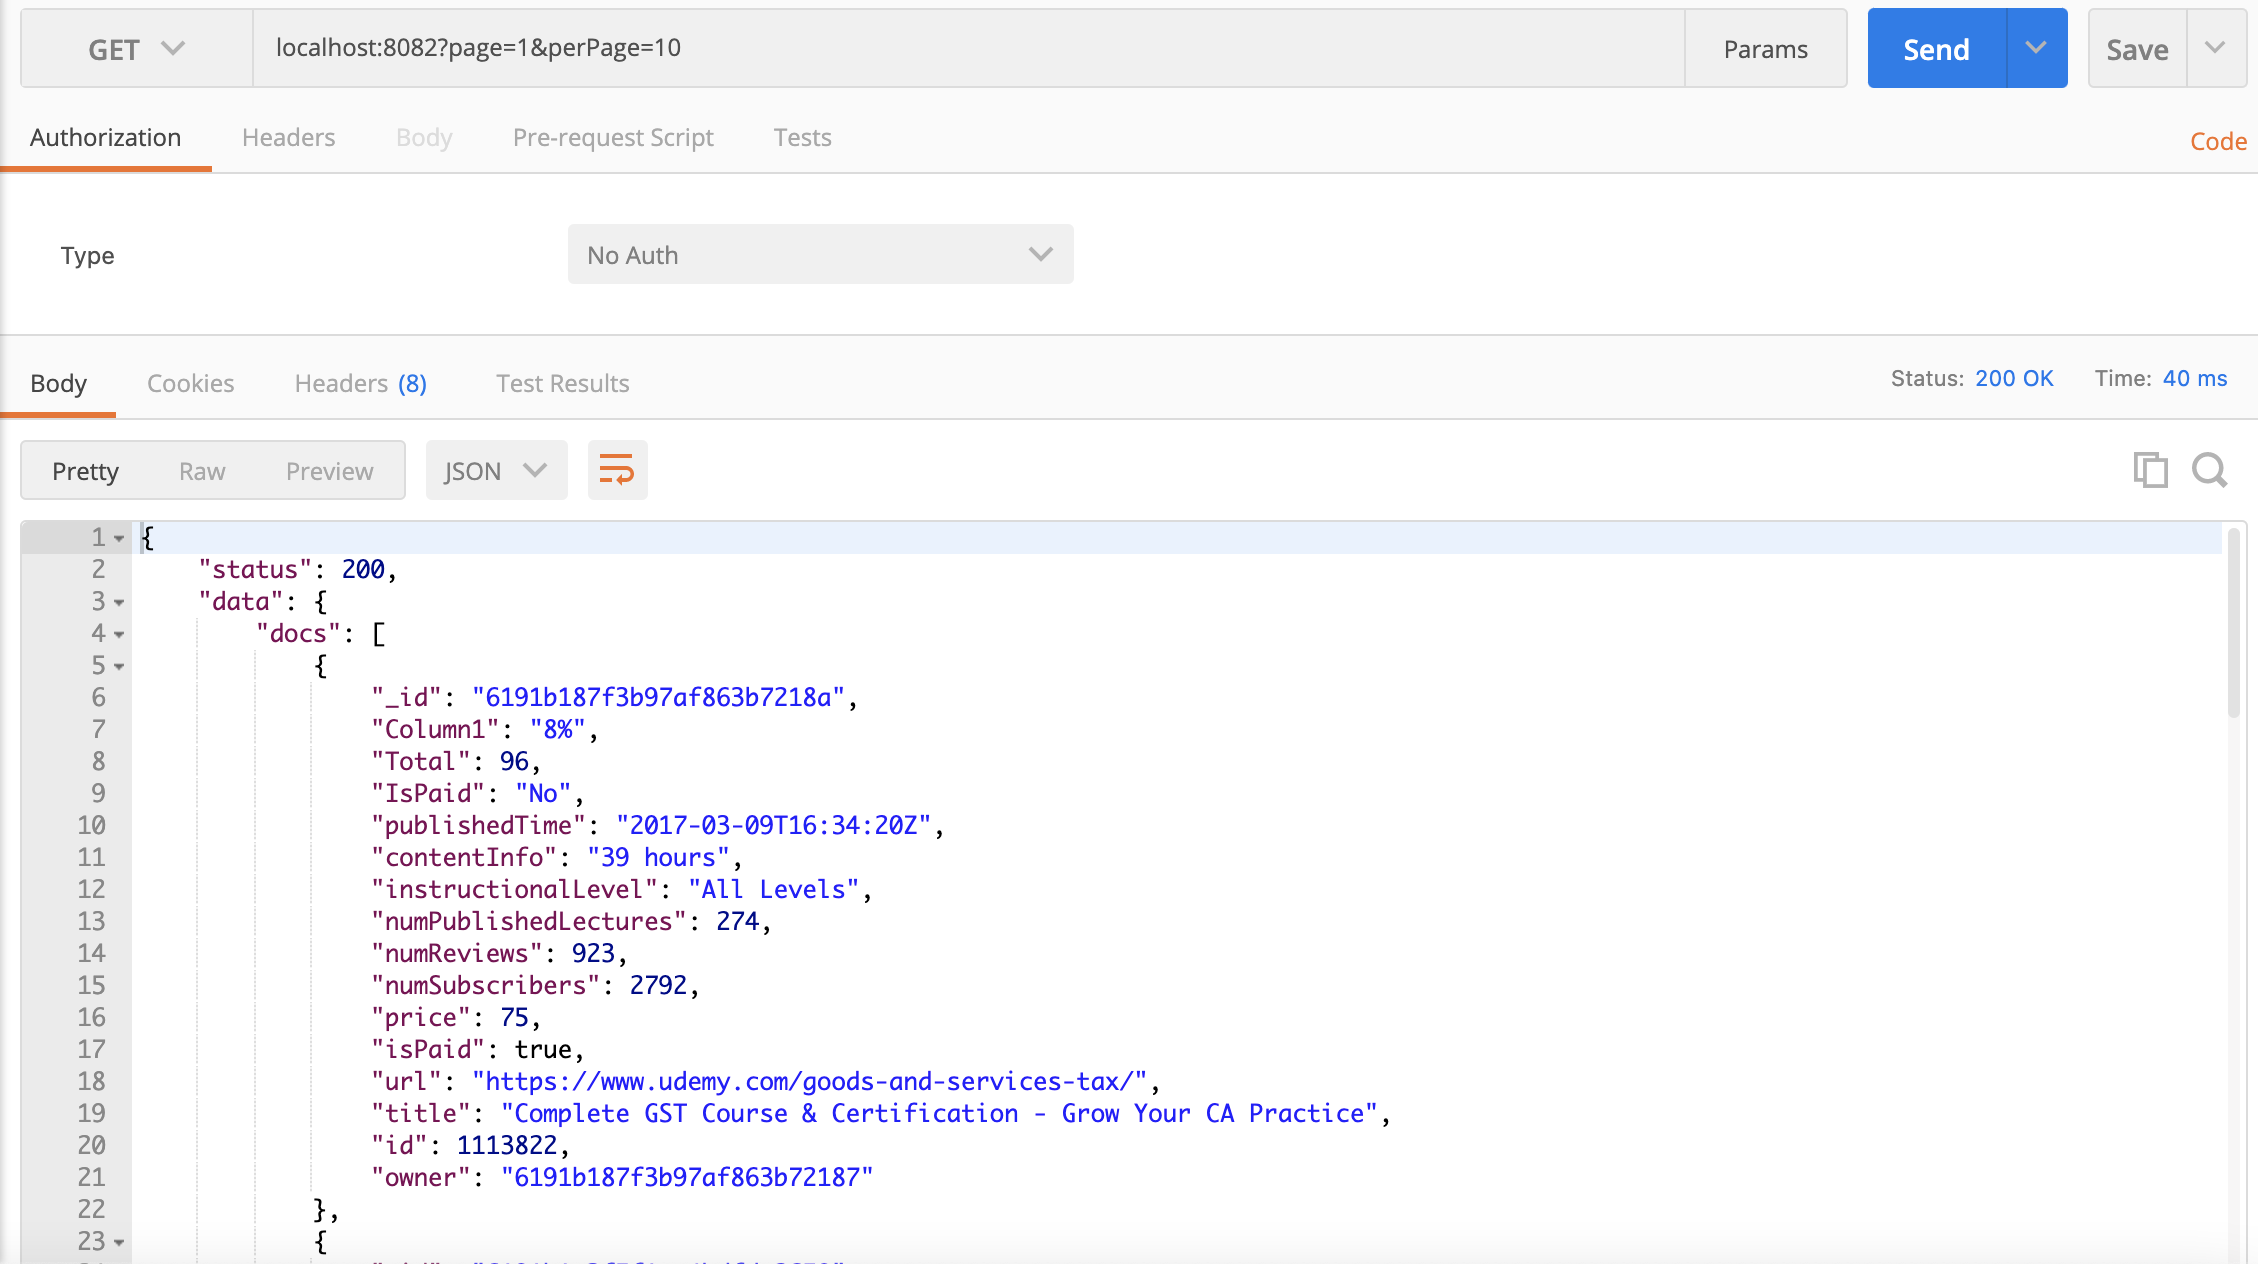 GET localhost:8082?page=1&perPage=10 Params Send Save
Authorization Headers Body Pre-request Script Tests Code
Type No Auth
Body Cookies Headers (8) Test Results Status: 200 OK Time: 40 ms
Pretty Raw Preview JSON
1 {
2 "status": 200,
3 "data": {
4 "docs": [
5 {
6 "_id": "6191b187f3b97af863b7218a",
7 "Column1": "8%",
8 "Total": 96,
9 "IsPaid": "No",
10 "publishedTime": "2017-03-09T16:34:20Z",
11 "contentInfo": "39 hours",
12 "instructionalLevel": "All Levels",
13 "numPublishedLectures": 274,
14 "numReviews": 923,
15 "numSubscribers": 2792,
16 "price": 75,
17 "isPaid": true,
18 "url": "https://www.udemy.com/goods-and-services-tax/",
19 "title": "Complete GST Course & Certification - Grow Your CA Practice",
20 "id": 1113822,
21 "owner": "6191b187f3b97af863b72187"
22 },
23 {